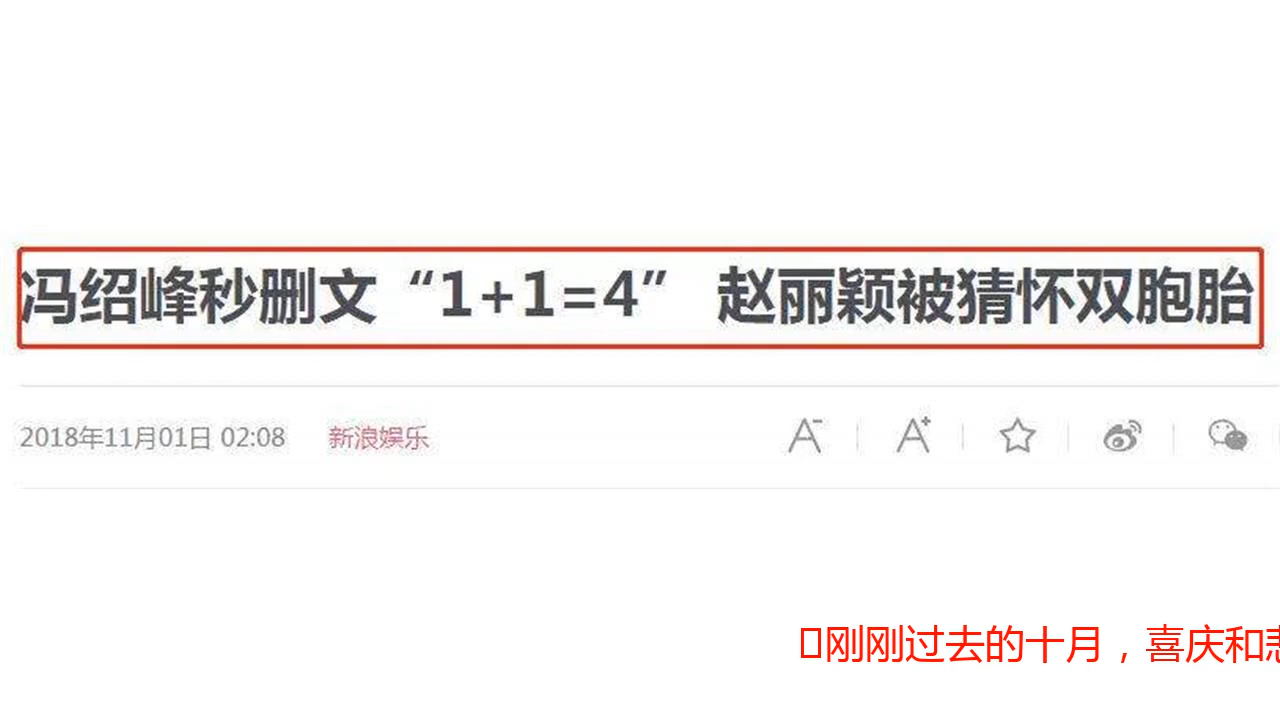 冯绍峰秒删文“1+1=4” 赵丽颖被猜怀双胞胎
2018年11月01日 02:08 新浪娱乐
刚刚过去的十月，喜庆和